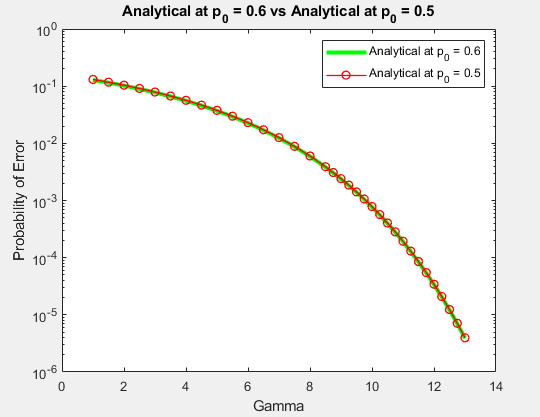 Analytical at p0 = 0.6 vs Analytical at p0 = 0.5
Analytical at p0 = 0.6
Analytical at p0 = 0.5
10^0
10^-1
10^-2
10^-3
10^-4
10^-5
10^-6
Probability of Error
0 2 4 6 8 10 12 14
Gamma